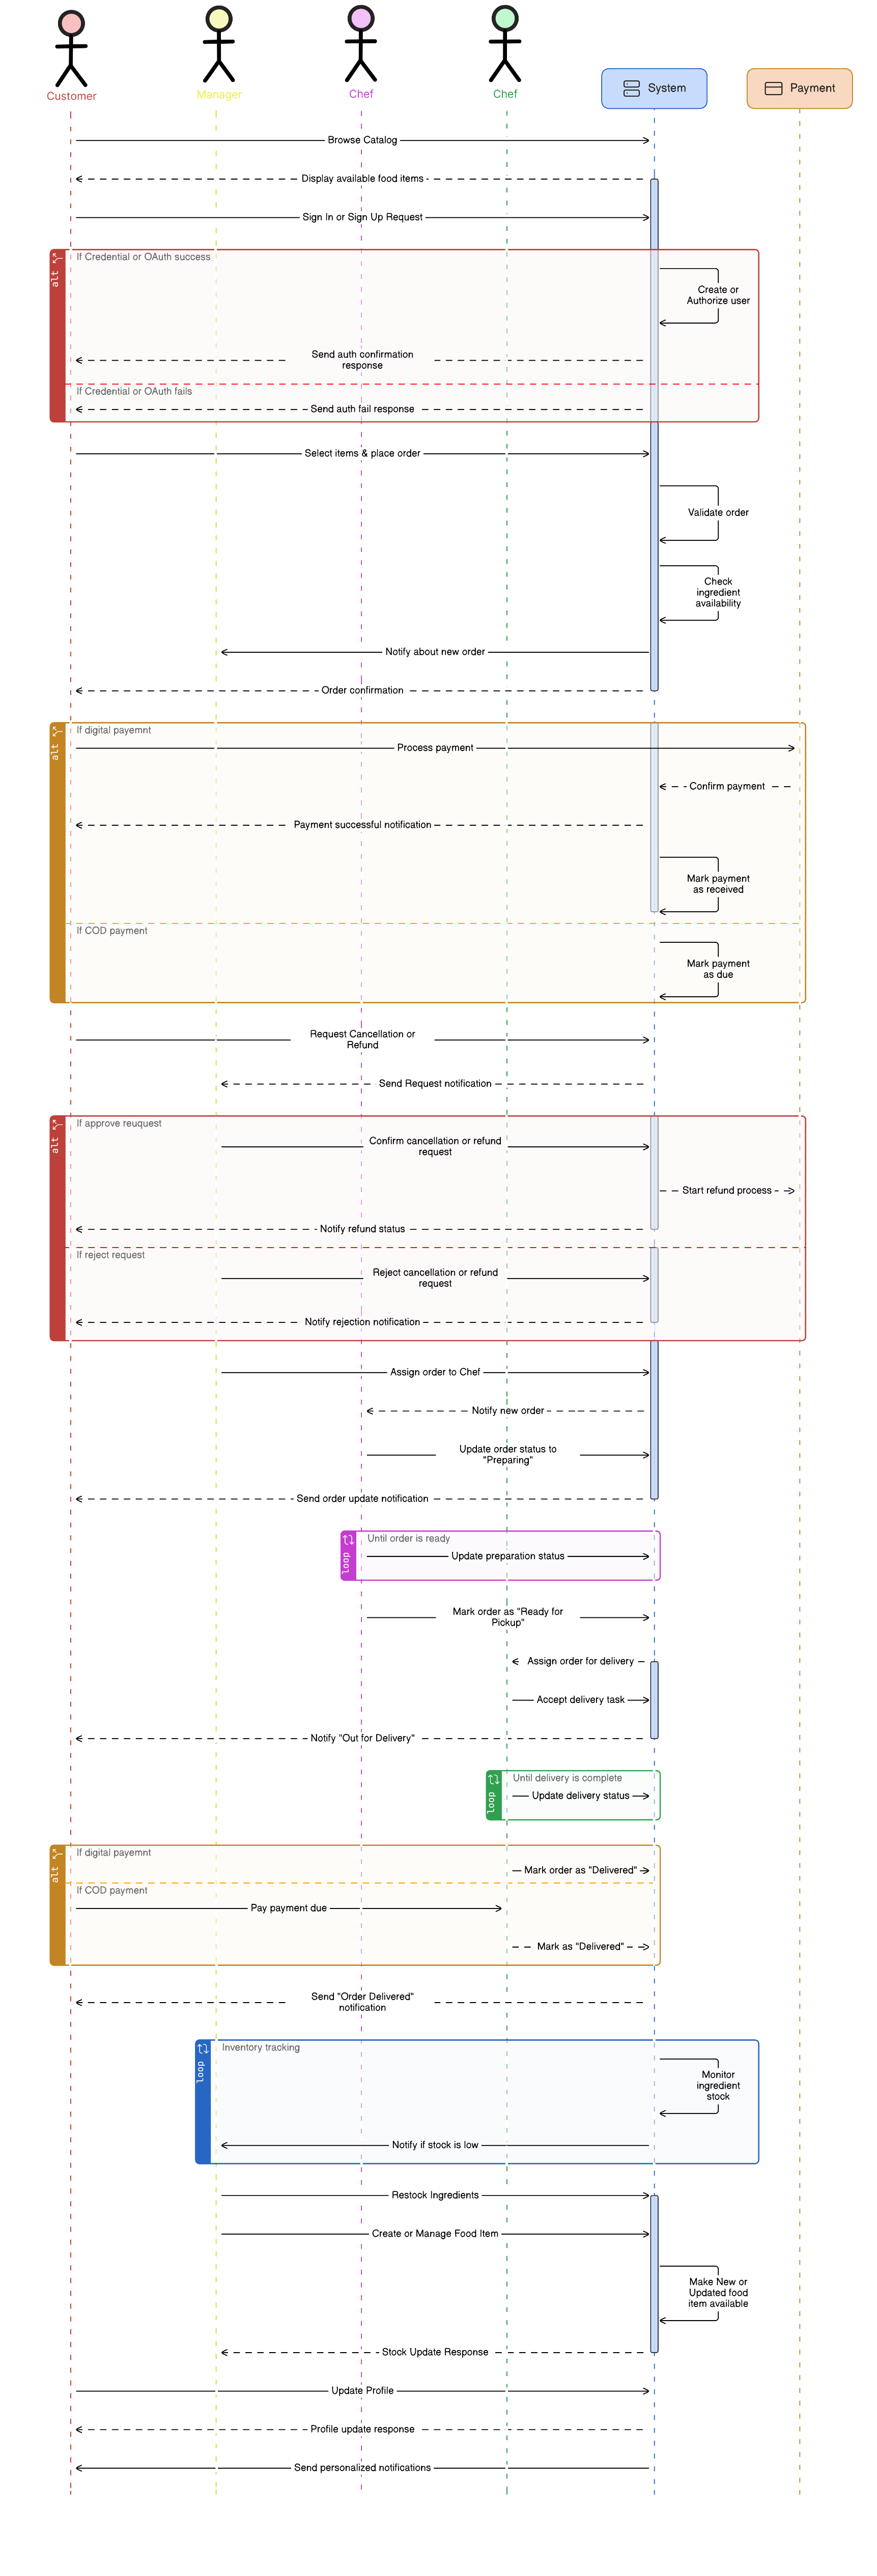 Customer
Manager
Chef
Chef
System
Payment
Browse Catalog
Display available food items
Sign In or Sign Up Request
alt
If Credential or OAuth success
Create or
Authorize user
Send auth confirmation
response
If Credential or OAuth fails
Send auth fail response
Select items & place order
Validate order
Check
ingredient
availability
Notify about new order
Order confirmation
alt
If digital payemnt
Process payment
Confirm payment
Payment successful notification
Mark payment
as received
If COD payment
Mark payment
as due
Request Cancellation or
Refund
Send Request notification
alt
If approve reuquest
Confirm cancellation or refund
request
Start refund process
Notify refund status
If reject request
Reject cancellation or refund
request
Notify rejection notification
Assign order to Chef
Notify new order
Update order status to
"Preparing"
Send order update notification
loop
Until order is ready
Update preparation status
Mark order as "Ready for
Pickup"
Assign order for delivery
Accept delivery task
Notify "Out for Delivery"
loop
Until delivery is complete
Update delivery status
alt
If digital payemnt
Mark order as "Delivered"
If COD payment
Pay payment due
Mark as "Delivered"
Send "Order Delivered"
notification
loop
Inventory tracking
Monitor
ingredient
stock
Notify if stock is low
Restock Ingredients
Create or Manage Food Item
Make New or
Updated food
item available
Stock Update Response
Update Profile
Profile update response
Send personalized notifications